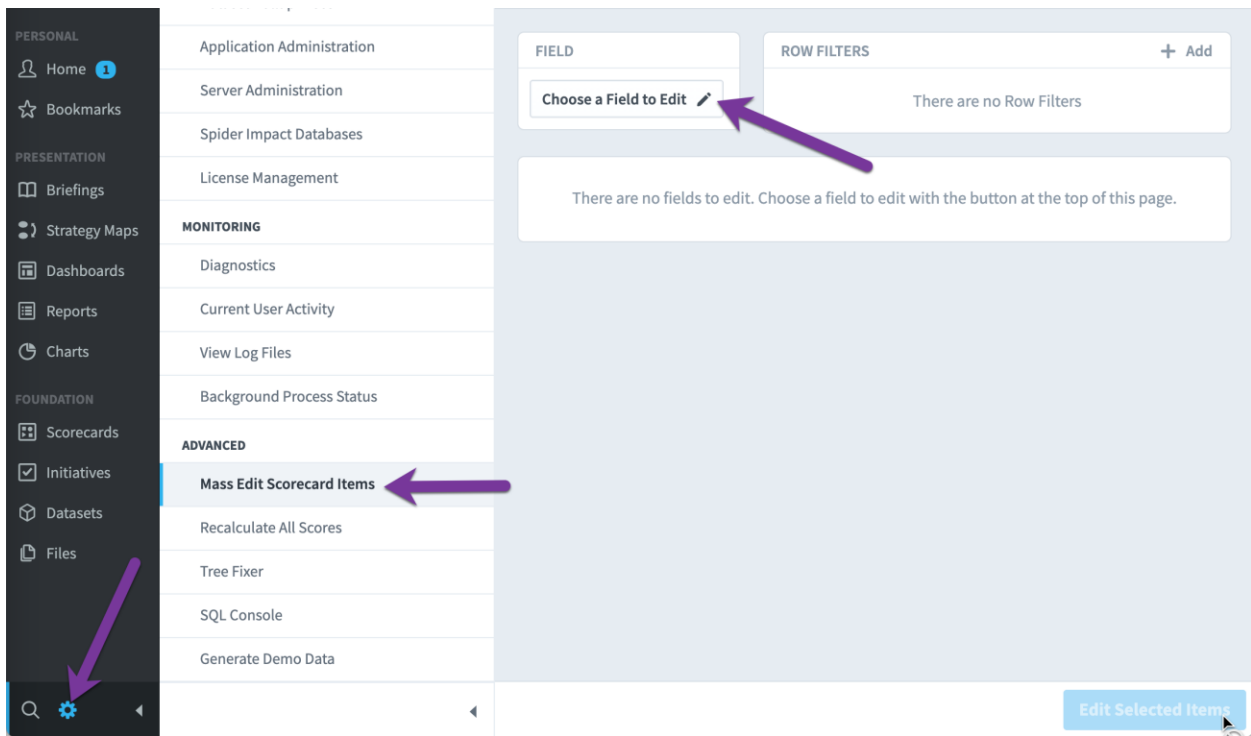 PERSONAL
Home 1
Bookmarks
PRESENTATION
Briefings
Strategy Maps
Dashboards
Reports
Charts
FOUNDATION
Scorecards
Initiatives
Datasets
Files
Application Administration
Server Administration
Spider Impact Databases
License Management
MONITORING
Diagnostics
Current User Activity
View Log Files
Background Process Status
ADVANCED
Mass Edit Scorecard Items
Recalculate All Scores
Tree Fixer
SQL Console
Generate Demo Data
FIELD
Choose a Field to Edit
ROW FILTERS
+ Add
There are no Row Filters
There are no fields to edit. Choose a field to edit with the button at the top of this page.
Edit Selected Items